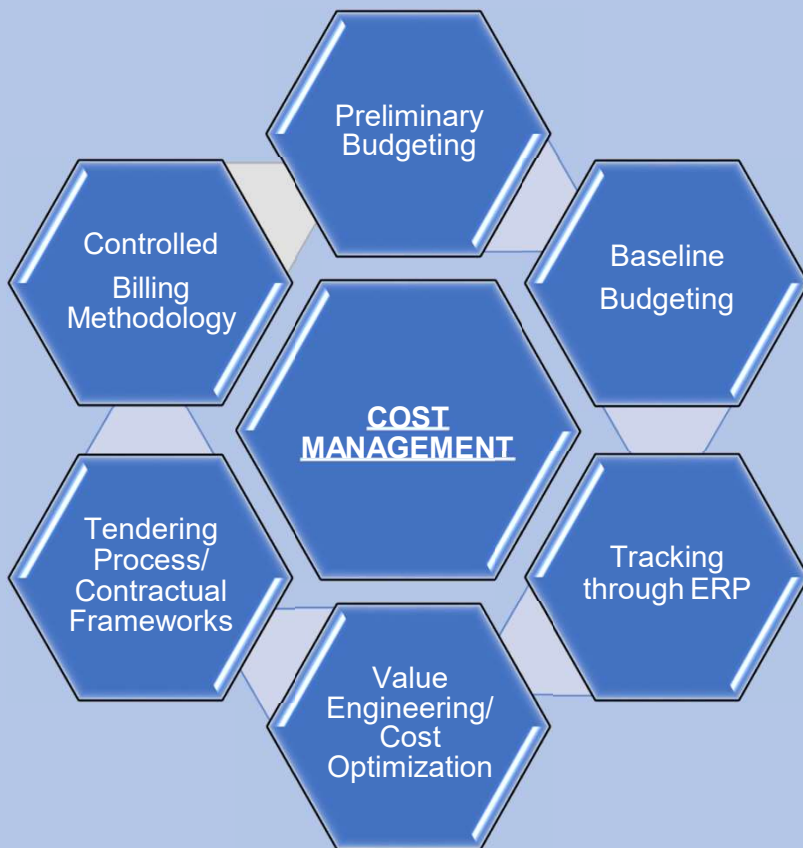 Preliminary
Budgeting
Controlled
Billing
Methodology
Baseline
Budgeting
COST
MANAGEMENT
Tendering
Process/
Contractual
Frameworks
Tracking
through ERP
Value
Engineering/
Cost
Optimization